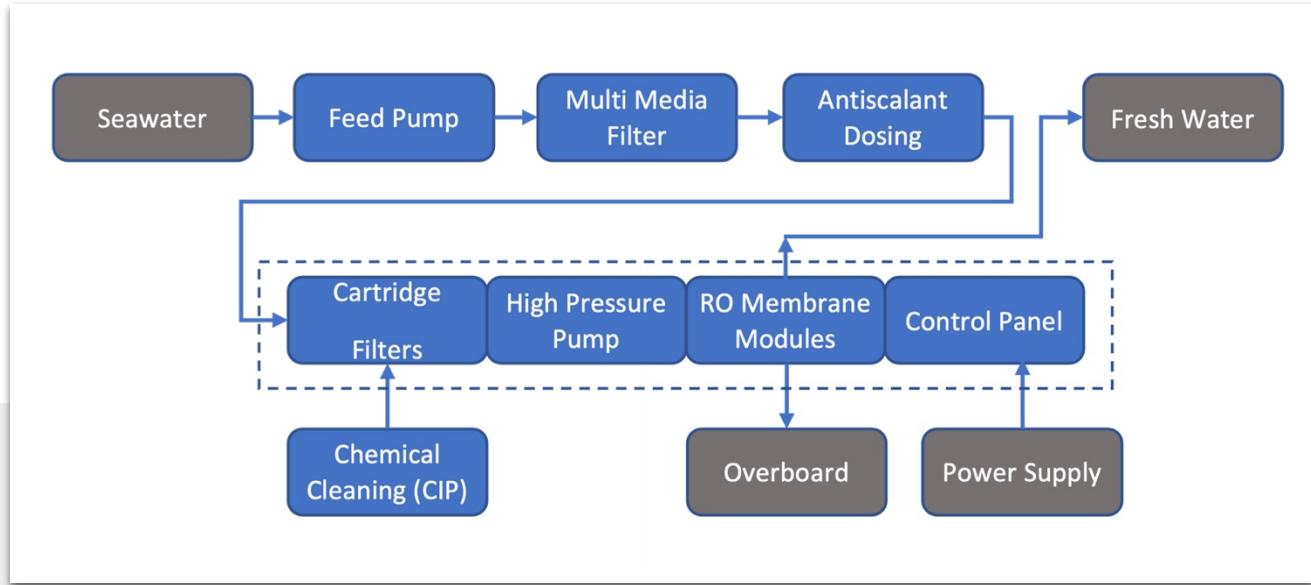 Seawater
Feed Pump
Multi Media
Filter
Antiscalant
Dosing
Fresh Water
Cartridge
Filters
High Pressure
Pump
RO Membrane
Modules
Control Panel
Chemical
Cleaning (CIP)
Overboard
Power Supply